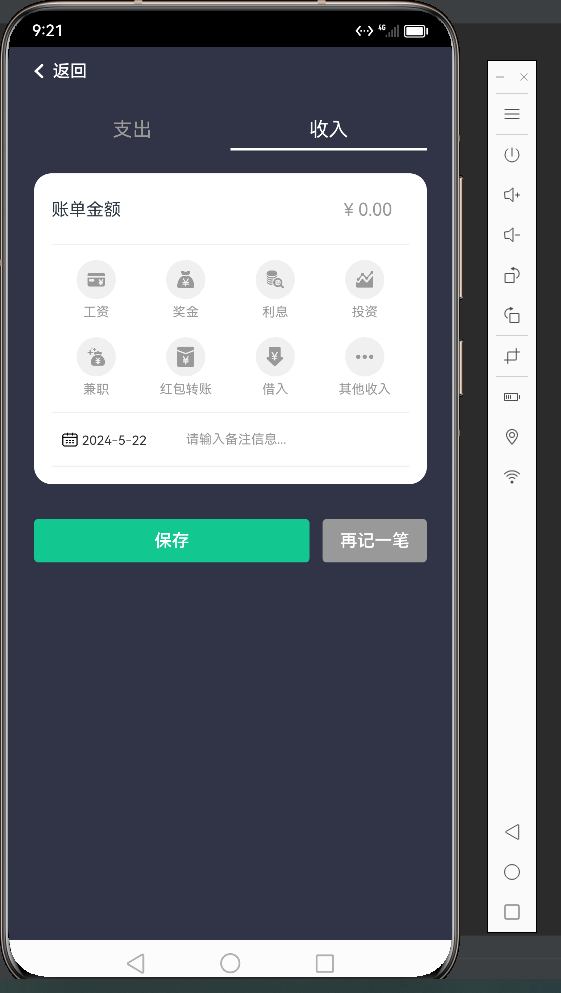 9:21
4G
返回
支出 收入
账单金额 ¥ 0.00
工资 奖金 利息 投资
兼职 红包转账 借入 其他收入
2024-5-22 请输入备注信息...
保存 再记一笔